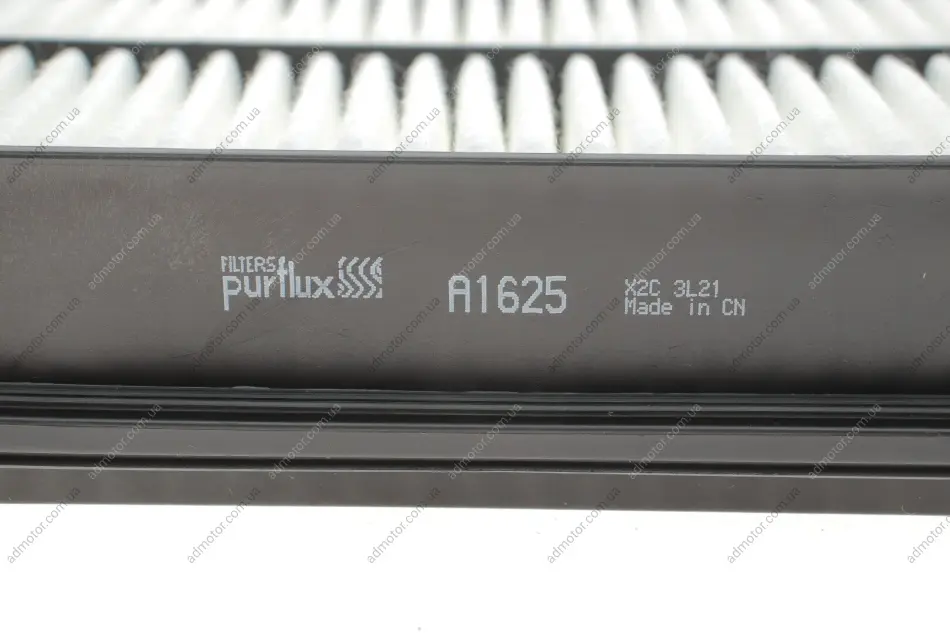 FILTERS
purflux
A1625
X2C 3L21
Made in CN
admotor.com.ua